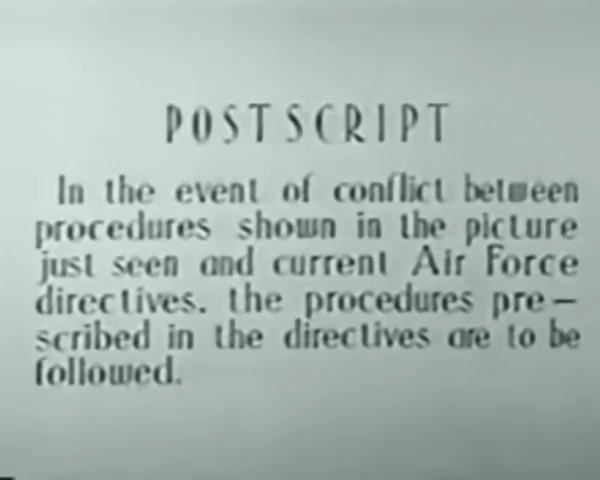 POSTSCRIPT
In the event of conflict between
procedures shown in the picture
just seen and current Air Force
directives. the procedures pre-
scribed in the directives are to be
followed.